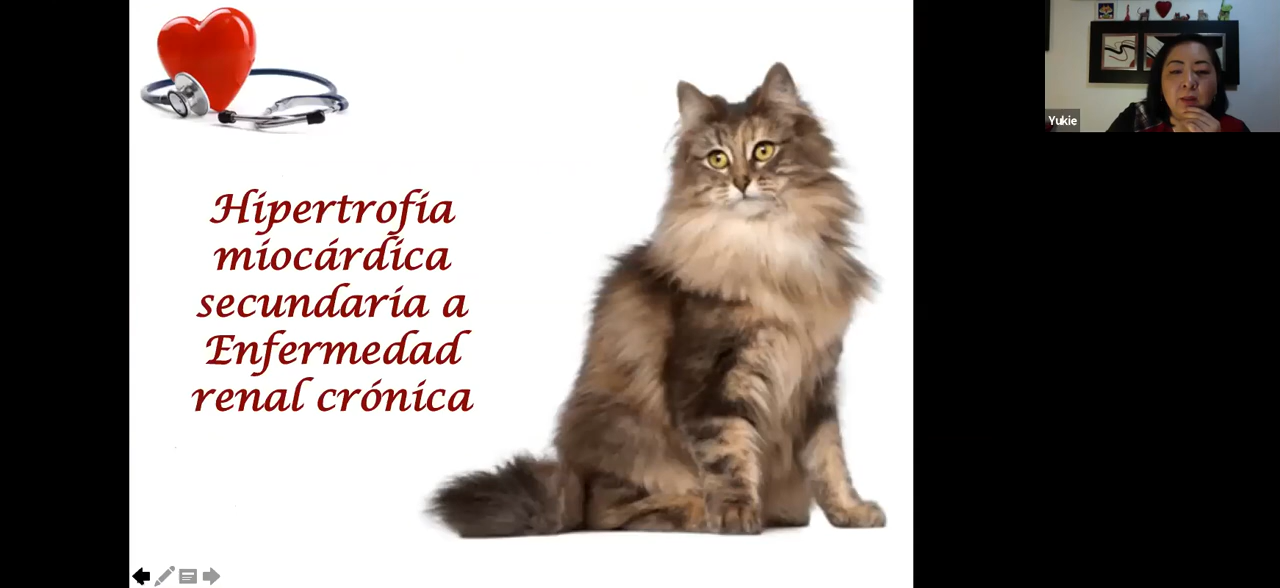 Hipertrofia
miocárdica
secundaria a
Enfermedad
renal crónica
Yukie